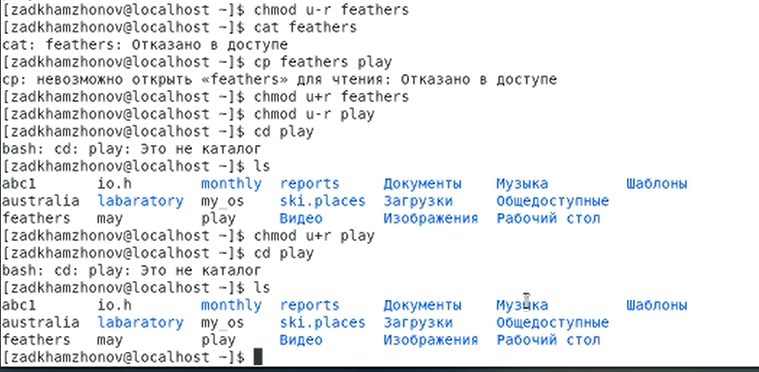 [zadkhamzhonov@localhost ~]$ chmod u-r feathers
[zadkhamzhonov@localhost ~]$ cat feathers
cat: feathers: Отказано в доступе
[zadkhamzhonov@localhost ~]$ cp feathers play
cp: невозможно открыть «feathers» для чтения: Отказано в доступе
[zadkhamzhonov@localhost ~]$ chmod u+r feathers
[zadkhamzhonov@localhost ~]$ chmod u-r play
[zadkhamzhonov@localhost ~]$ cd play
bash: cd: play: Это не каталог
[zadkhamzhonov@localhost ~]$ ls
abc1 io.h monthly reports Документы Музыка Шаблоны
australia labaratory my_os ski.places Загрузки Общедоступные
feathers may play Видео Изображения Рабочий стол
[zadkhamzhonov@localhost ~]$ chmod u+r play
[zadkhamzhonov@localhost ~]$ cd play
bash: cd: play: Это не каталог
[zadkhamzhonov@localhost ~]$ ls
abc1 io.h monthly reports Документы Музыка Шаблоны
australia labaratory my_os ski.places Загрузки Общедоступные
feathers may play Видео Изображения Рабочий стол
[zadkhamzhonov@localhost ~]$